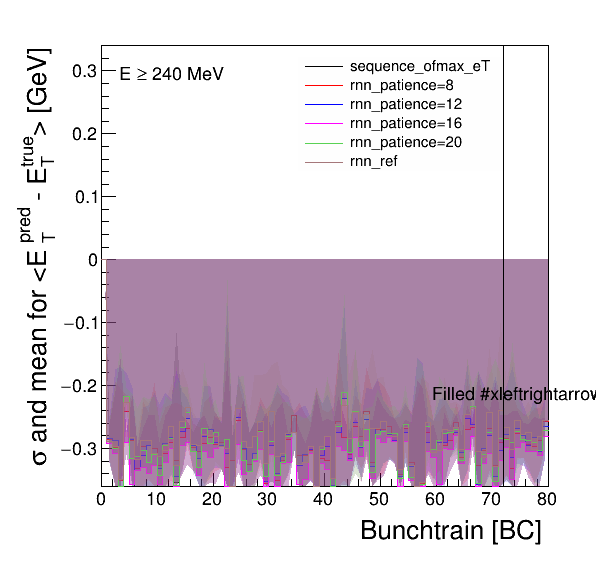 σ and mean for <E_T^pred - E_T^true> [GeV]
E ≥ 240 MeV
sequence_ofmax_eT
rnn_patience=8
rnn_patience=12
rnn_patience=16
rnn_patience=20
rnn_ref
0.3
0.2
0.1
0
−0.1
−0.2
−0.3
Filled #xleftrightarrow
0 10 20 30 40 50 60 70 80
Bunchtrain [BC]